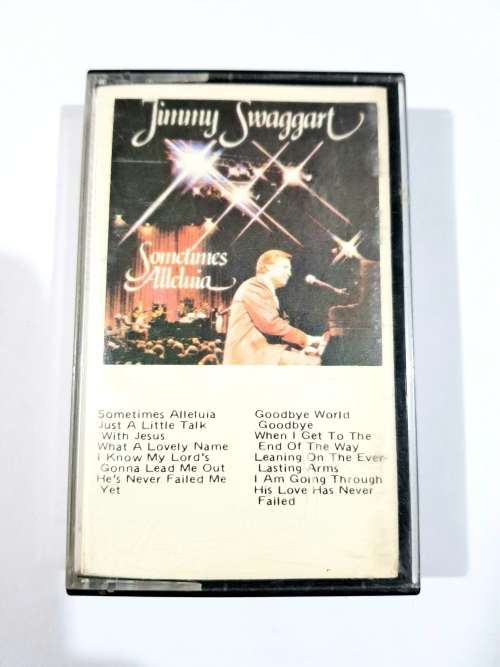 Jimmy Swaggart
Sometimes
Alleluia
Sometimes Alleluia
Just A Little Talk
With Jesus
What A Lovely Name
I Know My Lord's
Gonna Lead Me Out
He's Never Failed Me
Yet
Goodbye World
Goodbye
When I Get To The
End Of The Way
Leaning On The Ever-
Lasting Arms
I Am Going Through
His Love Has Never
Failed